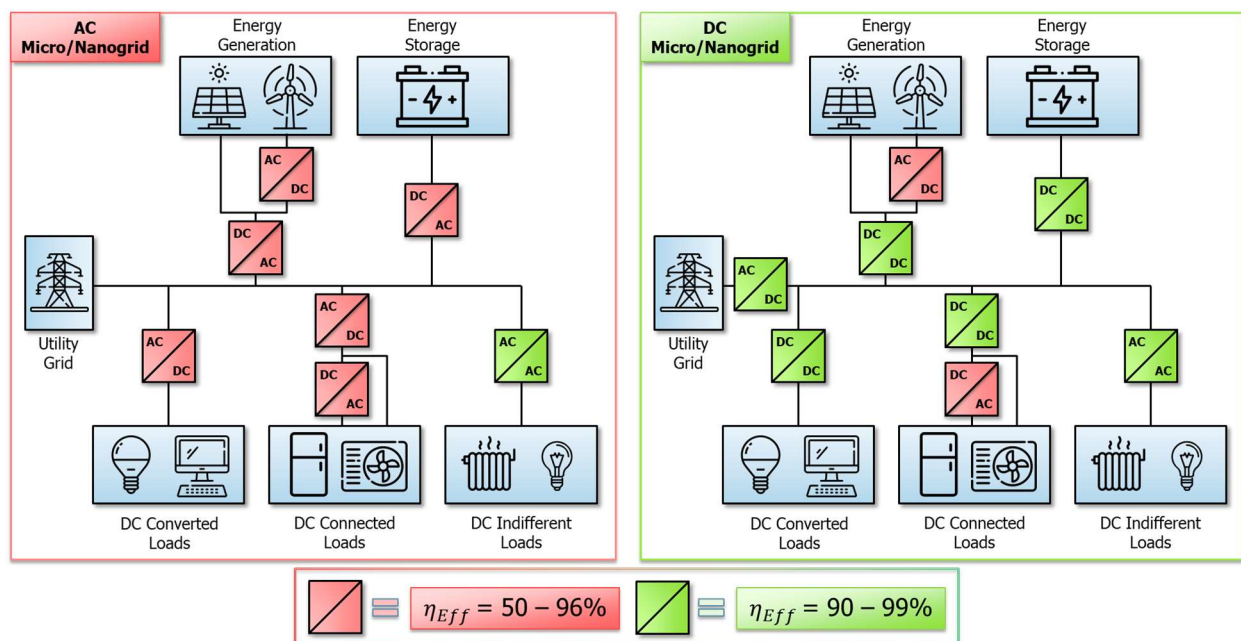 AC
Micro/Nanogrid
Energy
Generation
Energy
Storage
AC
DC
DC
AC
DC
AC
Utility
Grid
AC
DC
AC
DC
DC
AC
AC
AC
DC Converted
Loads
DC Connected
Loads
DC Indifferent
Loads
DC
Micro/Nanogrid
Energy
Generation
Energy
Storage
AC
DC
DC
DC
DC
DC
AC
DC
Utility
Grid
DC
DC
DC
DC
DC
AC
AC
AC
DC Converted
Loads
DC Connected
Loads
DC Indifferent
Loads
= η_Eff = 50 – 96%
= η_Eff = 90 – 99%